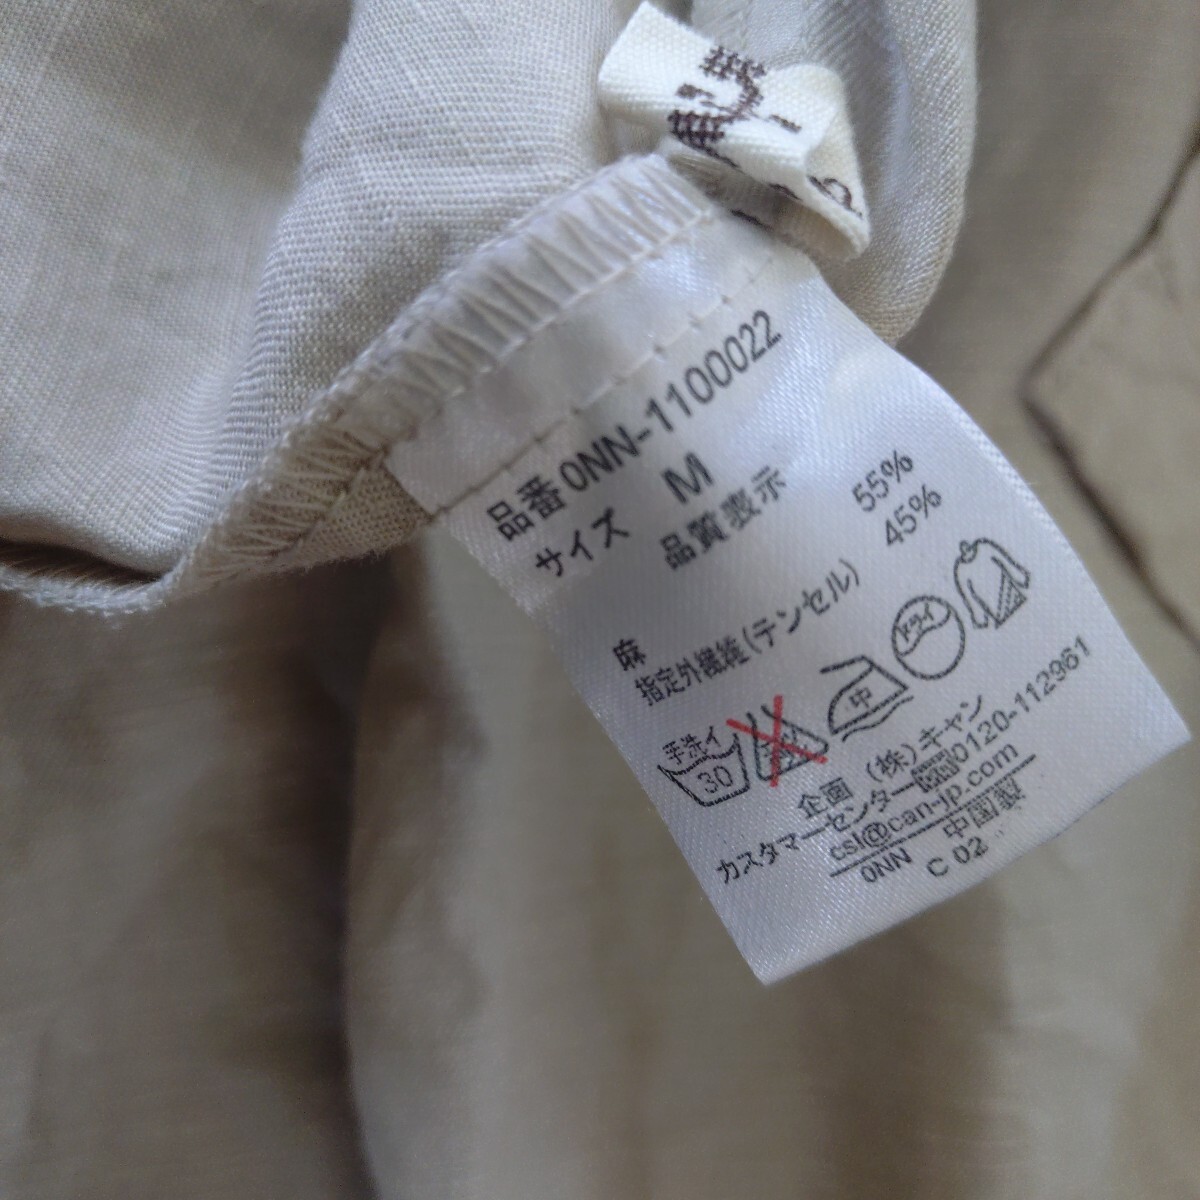 品番 0NN-1100022
サイズ M
品質表示
麻 55%
指定外繊維(テンセル) 45%
手洗イ
30
中
ドライ
企画 (株)キャン
カスタマーセンター 0120-112961
csl@can-jp.com
0NN 中国製
C 02